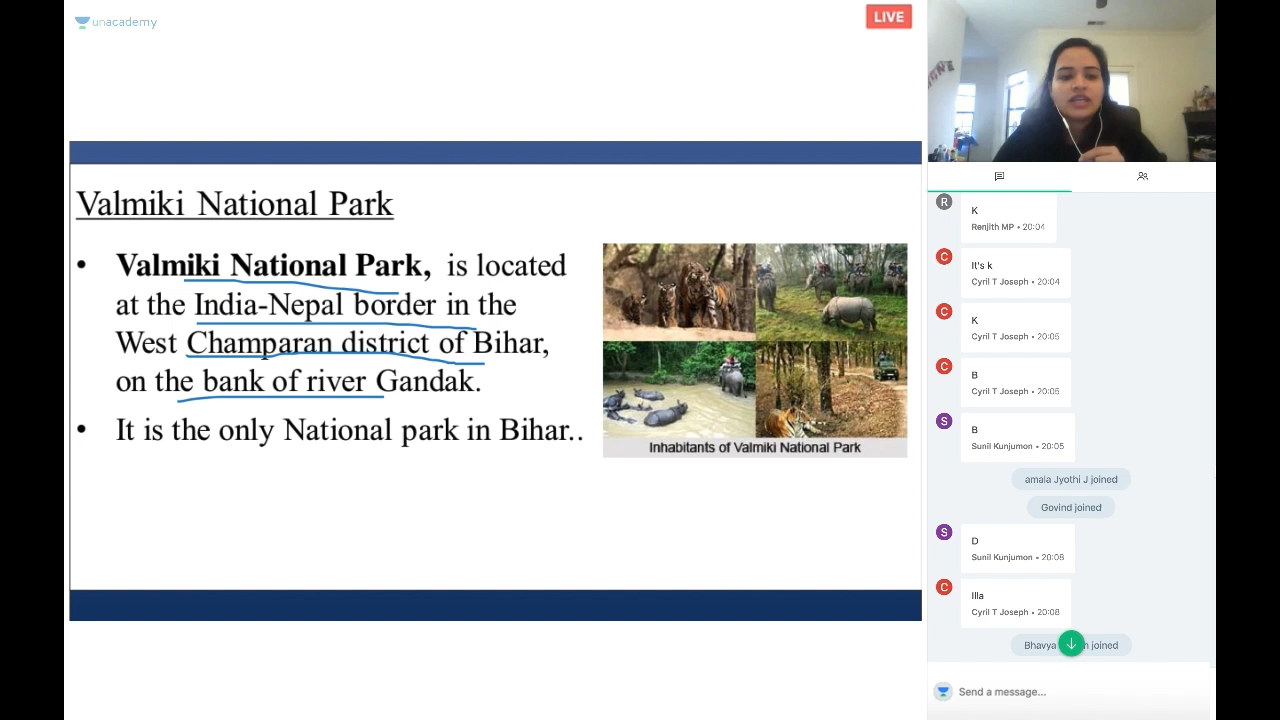 unacademy
LIVE
Valmiki National Park
• Valmiki National Park, is located
at the India-Nepal border in the
West Champaran district of Bihar,
on the bank of river Gandak.
• It is the only National park in Bihar..
Inhabitants of Valmiki National Park
R
K
Renjith MP • 20:04
C
It's k
Cyril T Joseph • 20:04
C
K
Cyril T Joseph • 20:05
C
B
Cyril T Joseph • 20:05
S
B
Sunil Kunjumon • 20:05
amala Jyothi J joined
Govind joined
S
D
Sunil Kunjumon • 20:08
C
Illa
Cyril T Joseph • 20:08
Bhavya joined
Send a message...